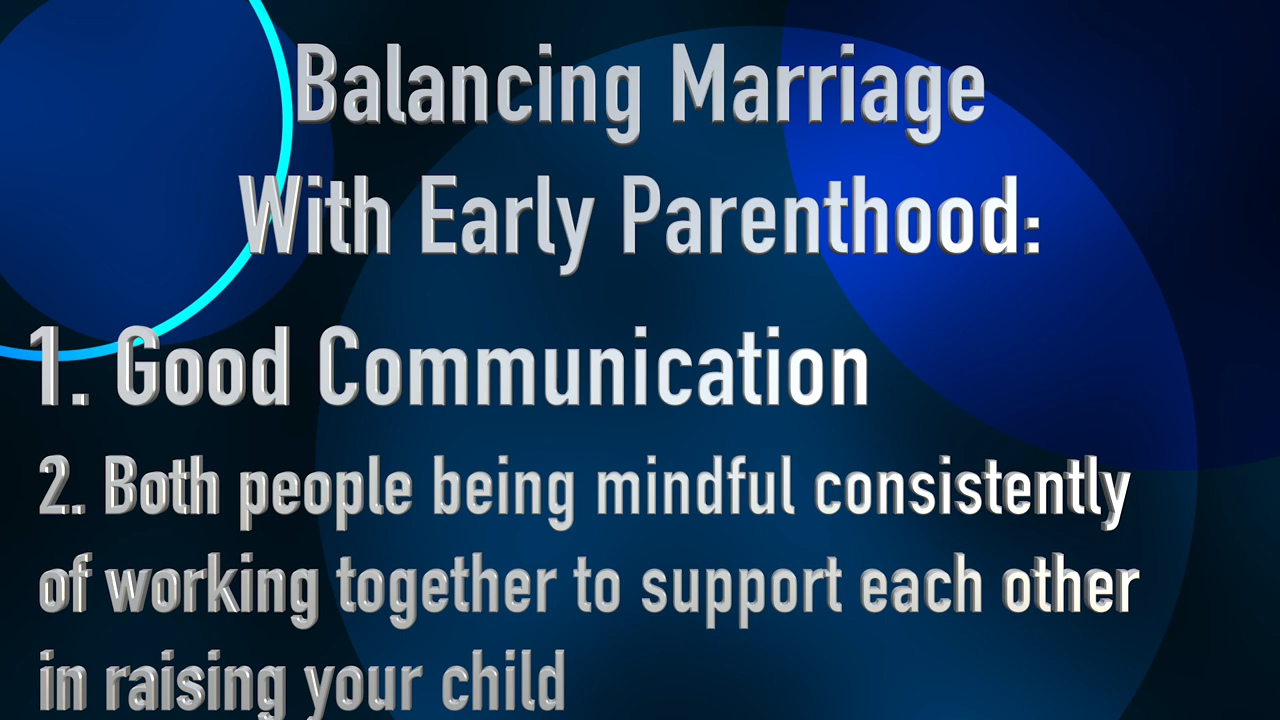 Balancing Marriage
With Early Parenthood:
1. Good Communication
2. Both people being mindful consistently
of working together to support each other
in raising your child